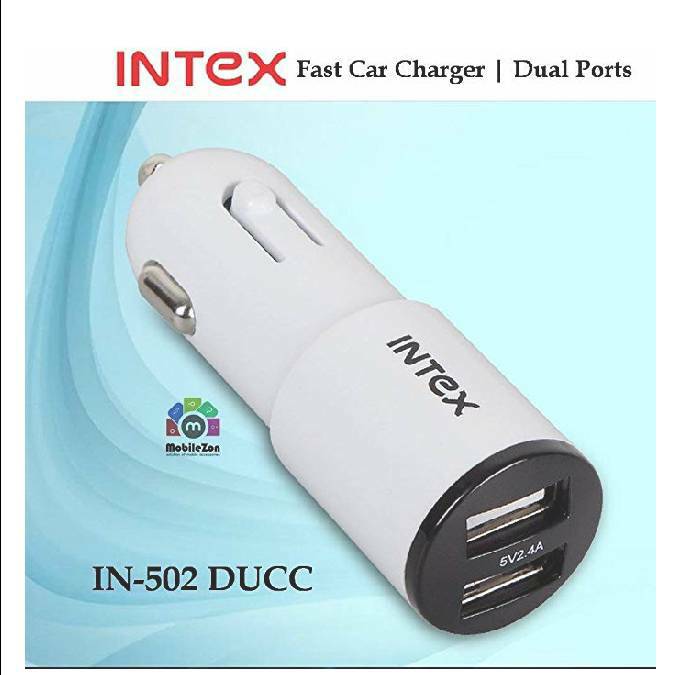 INTEX Fast Car Charger | Dual Ports
INTEX
m
MobileZon
5V2.4A
IN-502 DUCC